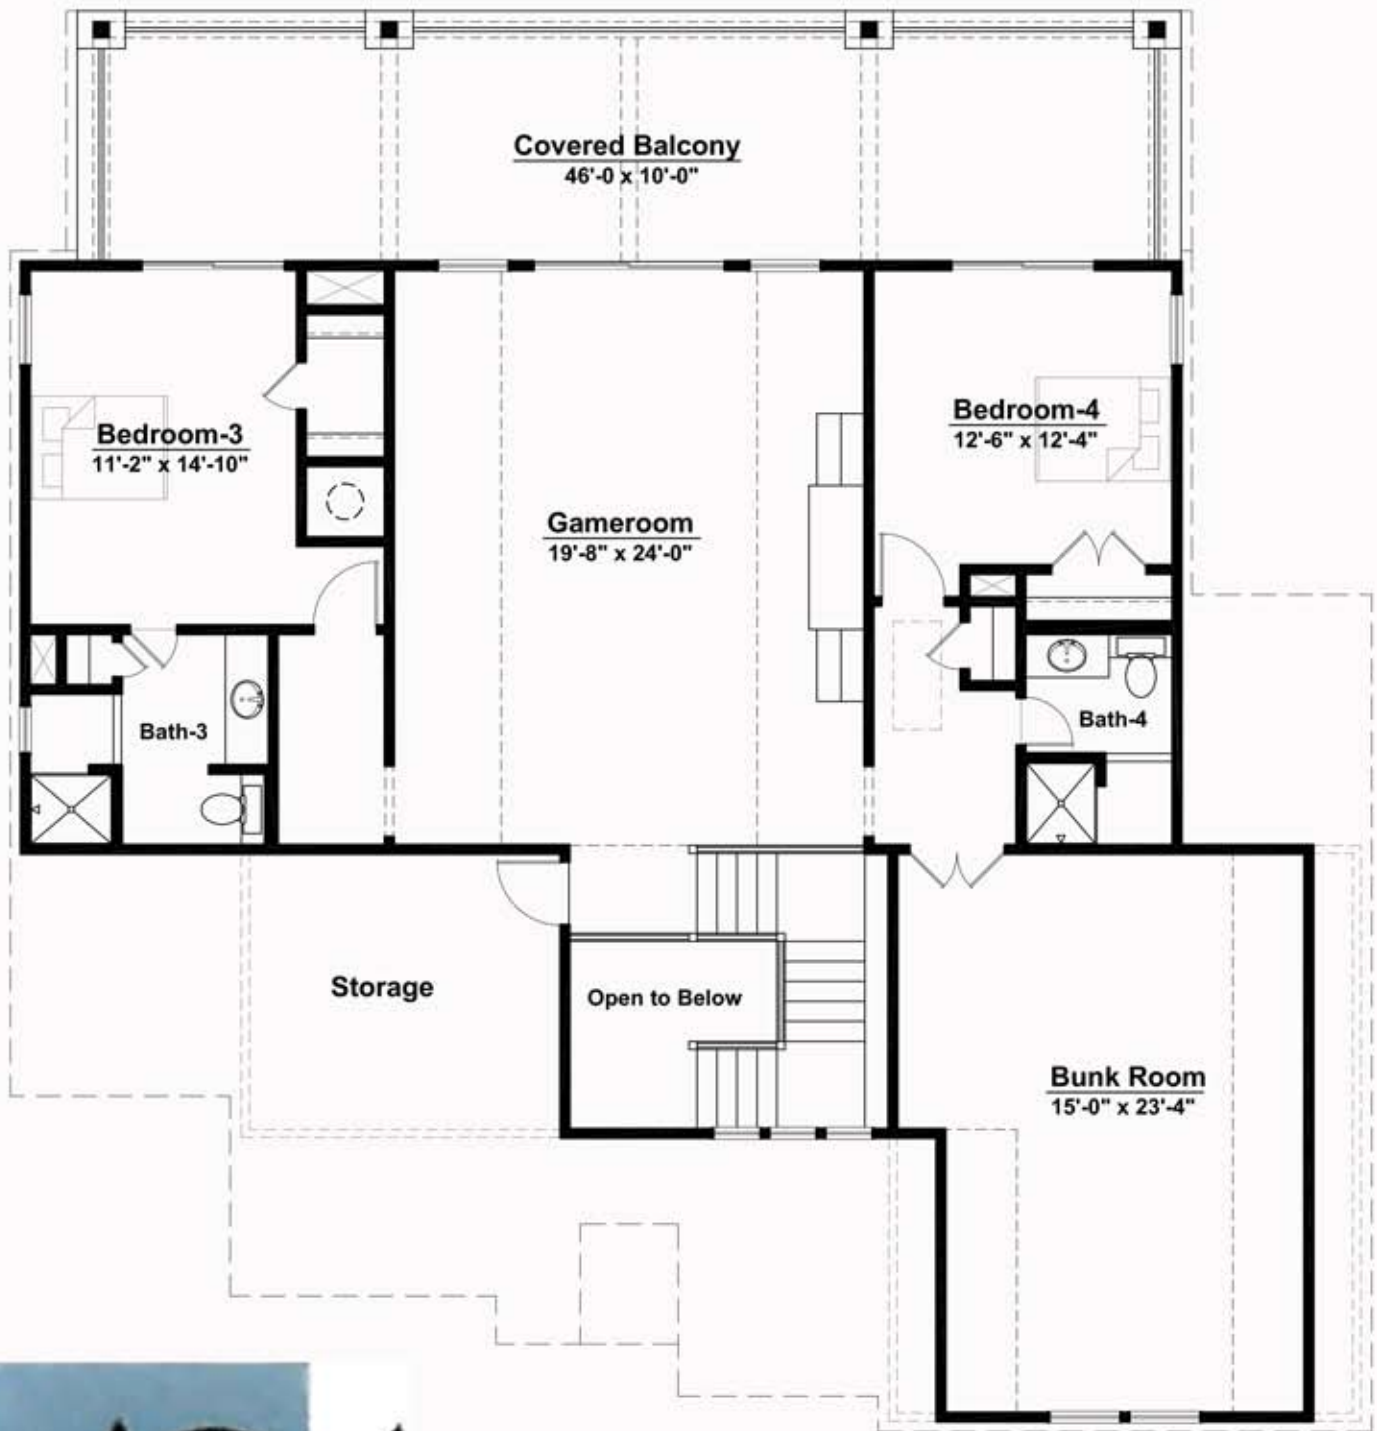 Covered Balcony
46'-0 x 10'-0"
Bedroom-3
11'-2" x 14'-10"
Bedroom-4
12'-6" x 12'-4"
Gameroom
19'-8" x 24'-0"
Bath-3
Bath-4
Storage
Open to Below
Bunk Room
15'-0" x 23'-4"